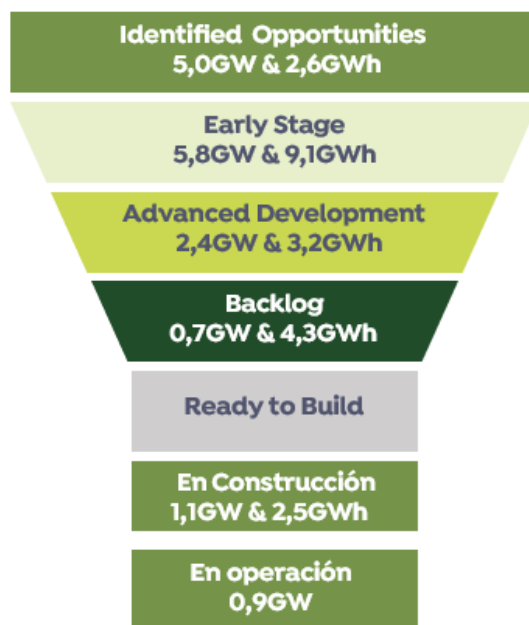 Identified Opportunities
5,0GW & 2,6GWh
Early Stage
5,8GW & 9,1GWh
Advanced Development
2,4GW & 3,2GWh
Backlog
0,7GW & 4,3GWh
Ready to Build
En Construcción
1,1GW & 2,5GWh
En operación
0,9GW